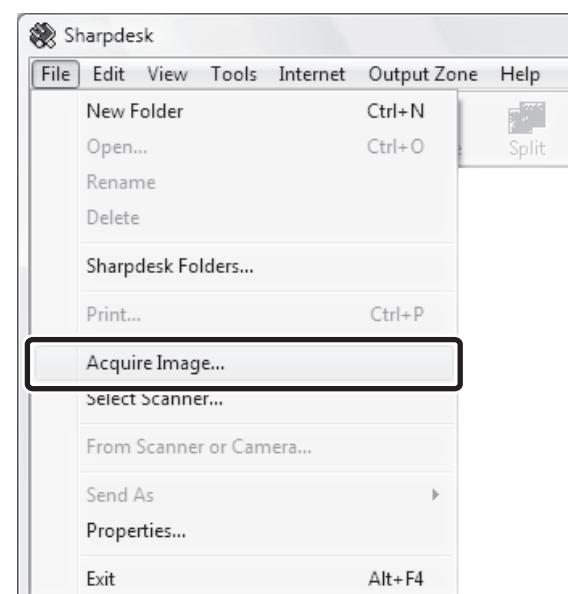 Sharpdesk
File Edit View Tools Internet Output Zone Help
New Folder Ctrl+N
Open... Ctrl+O
Split
Rename
Delete
Sharpdesk Folders...
Print... Ctrl+P
Acquire Image...
Select Scanner...
From Scanner or Camera...
Send As
Properties...
Exit Alt+F4